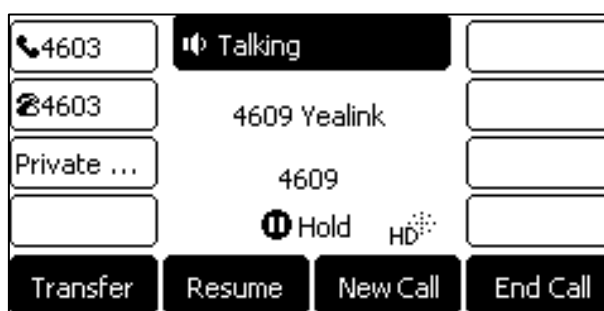 4603
Talking
4603
4609 Yealink
Private ...
4609
Hold HD
Transfer Resume New Call End Call